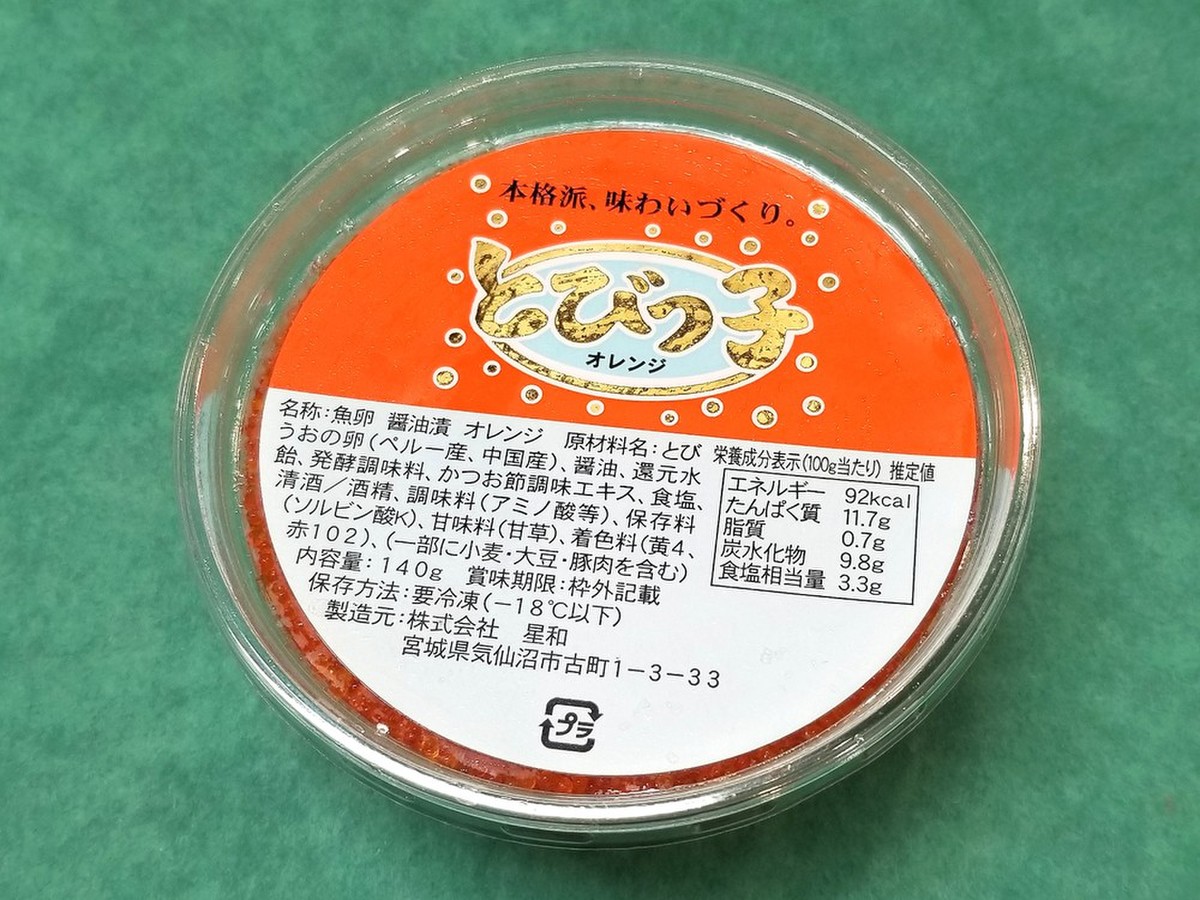 本格派、味わいづくり。
とびっ子
オレンジ
名称:魚卵 醤油漬 オレンジ 原材料名:とび
うおの卵(ペルー産、中国産)、醤油、還元水
飴、発酵調味料、かつお節調味エキス、食塩、
清酒/酒精、調味料(アミノ酸等)、保存料
(ソルビン酸K)、甘味料(甘草)、着色料(黄4、
赤102)、(一部に小麦・大豆・豚肉を含む)
内容量:140g 賞味期限:枠外記載
保存方法:要冷凍(−18℃以下)
製造元:株式会社 星和
宮城県気仙沼市古町1−3−33
栄養成分表示(100g当たり) 推定値
エネルギー 92kcal
たんぱく質 11.7g
脂質 0.7g
炭水化物 9.8g
食塩相当量 3.3g
プラ